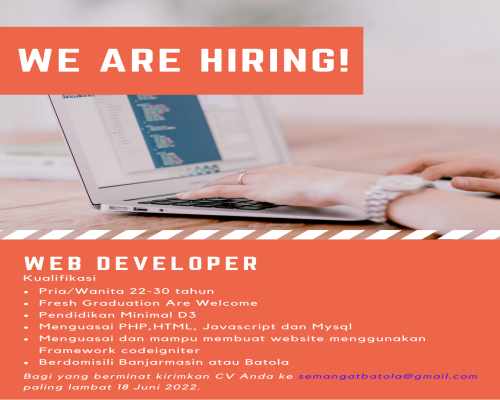 WE ARE HIRING!
WEB DEVELOPER
Kualifikasi
• Pria/Wanita 22-30 tahun
• Fresh Graduation Are Welcome
• Pendidikan Minimal D3
• Menguasai PHP,HTML, Javascript dan Mysql
• Menguasai dan mampu membuat website menggunakan
Framework codeigniter
• Berdomisili Banjarmasin atau Batola
Bagi yang berminat kirimkan CV Anda ke semangatbatola@gmail.com
paling lambat 18 Juni 2022.